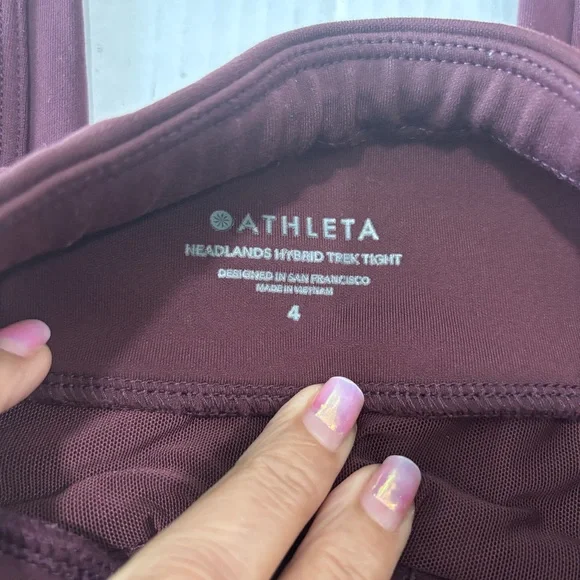 ATHLETA
HEADLANDS HYBRID TREK TIGHT
DESIGNED IN SAN FRANCISCO
MADE IN VIETNAM
4